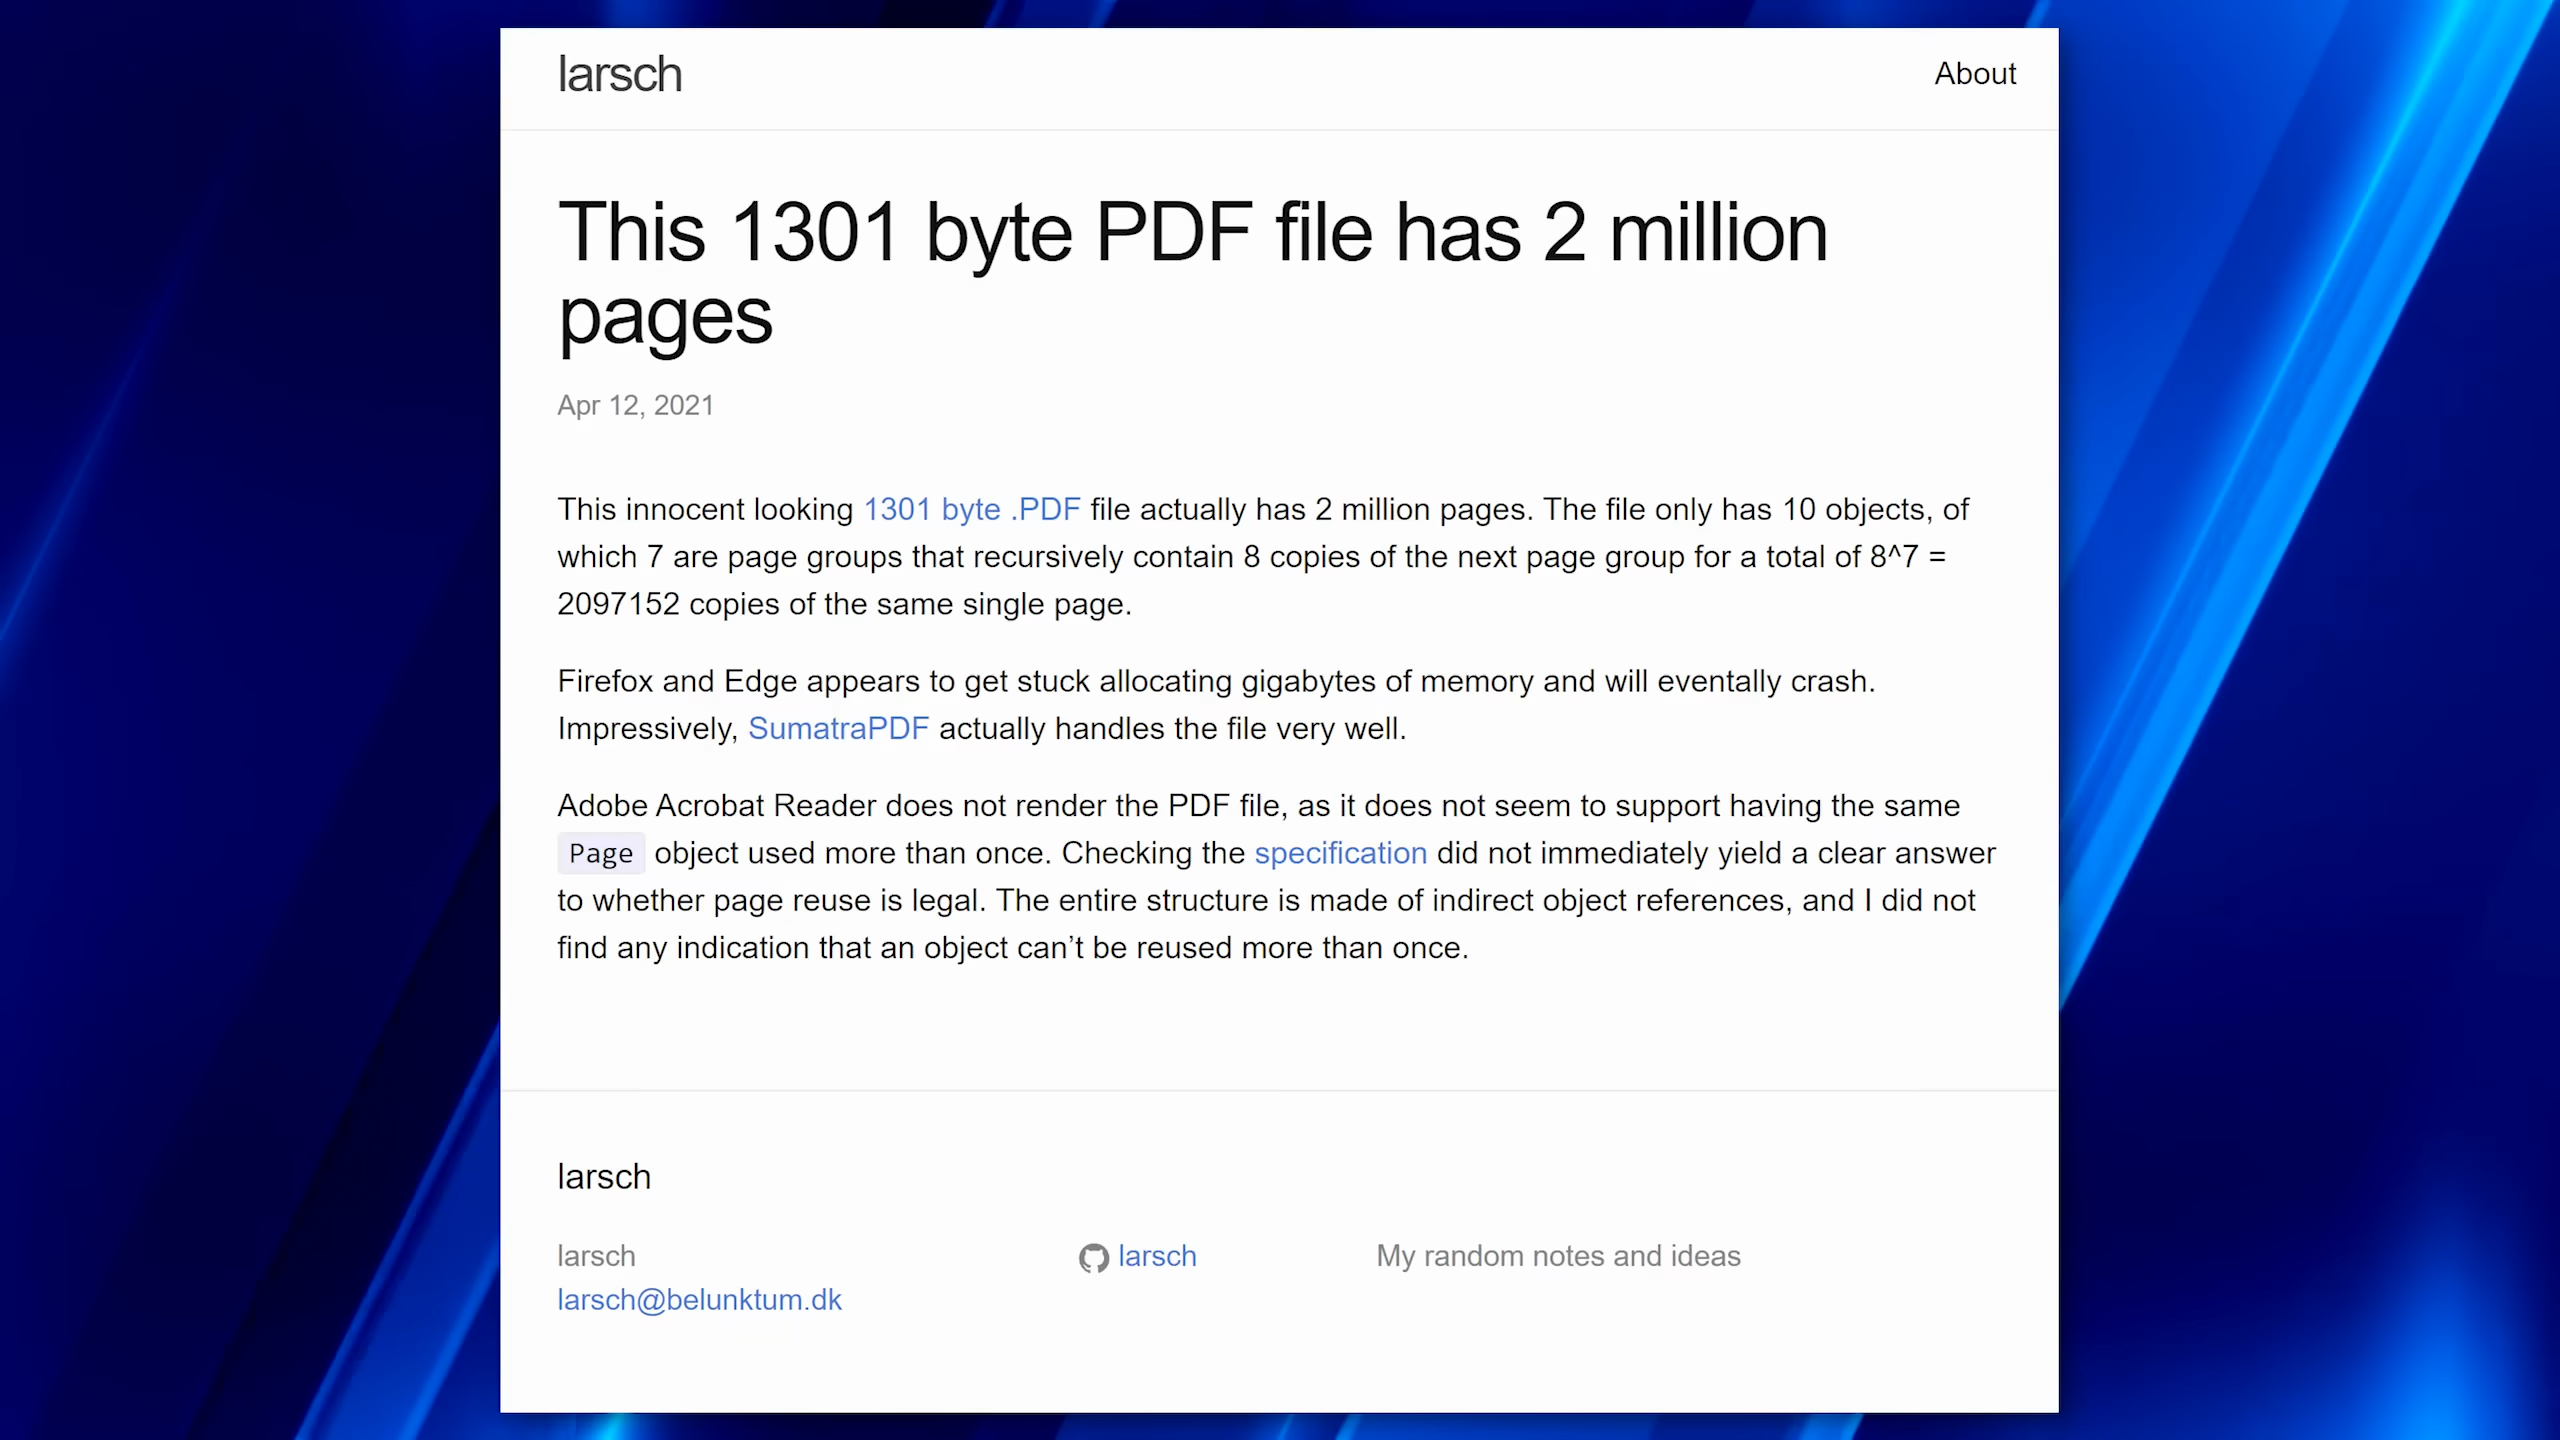 larsch
About
This 1301 byte PDF file has 2 million
pages
Apr 12, 2021
This innocent looking 1301 byte .PDF file actually has 2 million pages. The file only has 10 objects, of
which 7 are page groups that recursively contain 8 copies of the next page group for a total of 8^7 =
2097152 copies of the same single page.
Firefox and Edge appears to get stuck allocating gigabytes of memory and will eventally crash.
Impressively, SumatraPDF actually handles the file very well.
Adobe Acrobat Reader does not render the PDF file, as it does not seem to support having the same
Page object used more than once. Checking the specification did not immediately yield a clear answer
to whether page reuse is legal. The entire structure is made of indirect object references, and I did not
find any indication that an object can’t be reused more than once.
larsch
larsch
larsch@belunktum.dk
larsch
My random notes and ideas